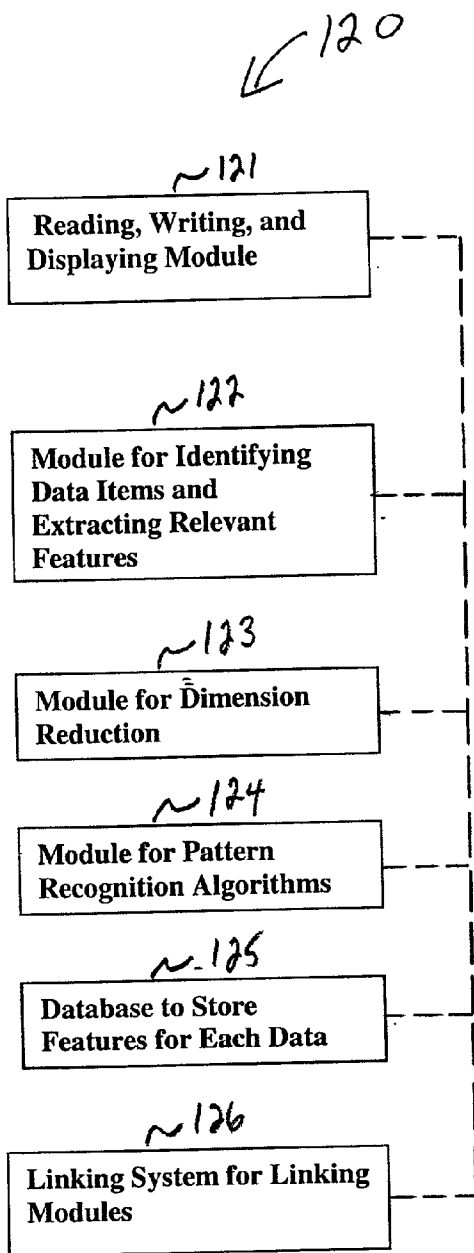 120
~121
Reading, Writing, and
Displaying Module
~122
Module for Identifying
Data Items and
Extracting Relevant
Features
~123
Module for Dimension
Reduction
~124
Module for Pattern
Recognition Algorithms
~125
Database to Store
Features for Each Data
~126
Linking System for Linking
Modules